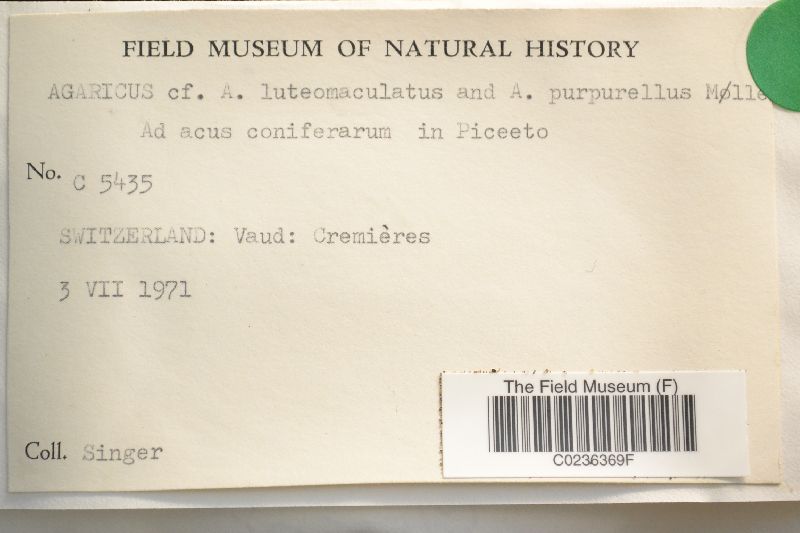 FIELD MUSEUM OF NATURAL HISTORY
AGARICUS cf. A. luteomaculatus and A. purpurellus Mølle
Ad acus coniferarum in Piceeto
No. C 5435
SWITZERLAND: Vaud: Cremières
3 VII 1971
The Field Museum (F)
C0236369F
Coll. Singer